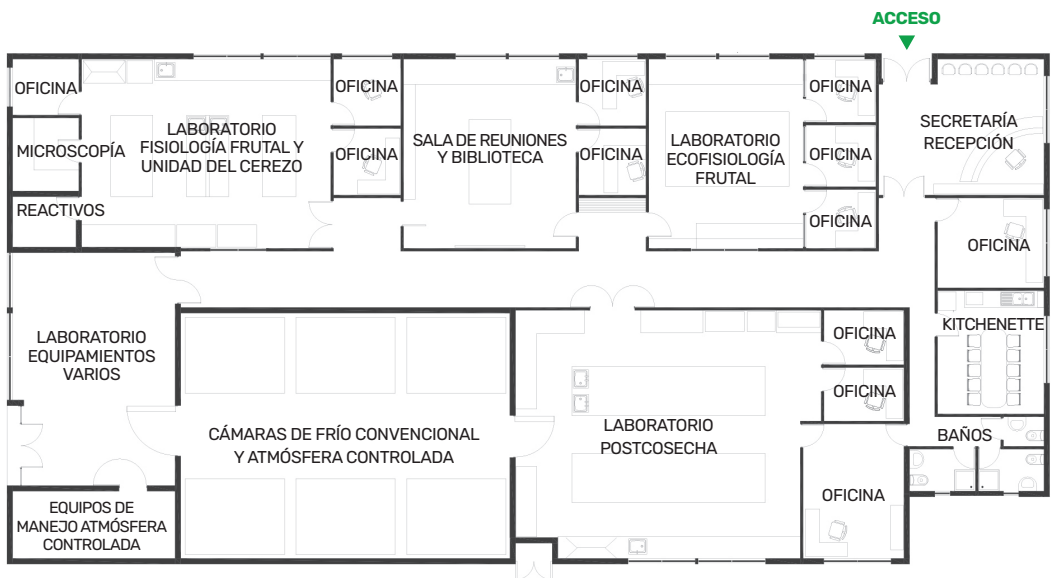 ACCESO
OFICINA
LABORATORIO
FISIOLOGÍA FRUTAL Y
UNIDAD DEL CEREZO
MICROSCOPÍA
REACTIVOS
OFICINA
OFICINA
SALA DE REUNIONES
Y BIBLIOTECA
OFICINA
OFICINA
LABORATORIO
ECOFISIOLOGÍA
FRUTAL
OFICINA
OFICINA
OFICINA
SECRETARÍA
RECEPCIÓN
OFICINA
KITCHENETTE
BAÑOS
LABORATORIO
EQUIPAMIENTOS
VARIOS
CÁMARAS DE FRÍO CONVENCIONAL
Y ATMÓSFERA CONTROLADA
LABORATORIO
POSTCOSECHA
OFICINA
OFICINA
OFICINA
EQUIPOS DE
MANEJO ATMÓSFERA
CONTROLADA